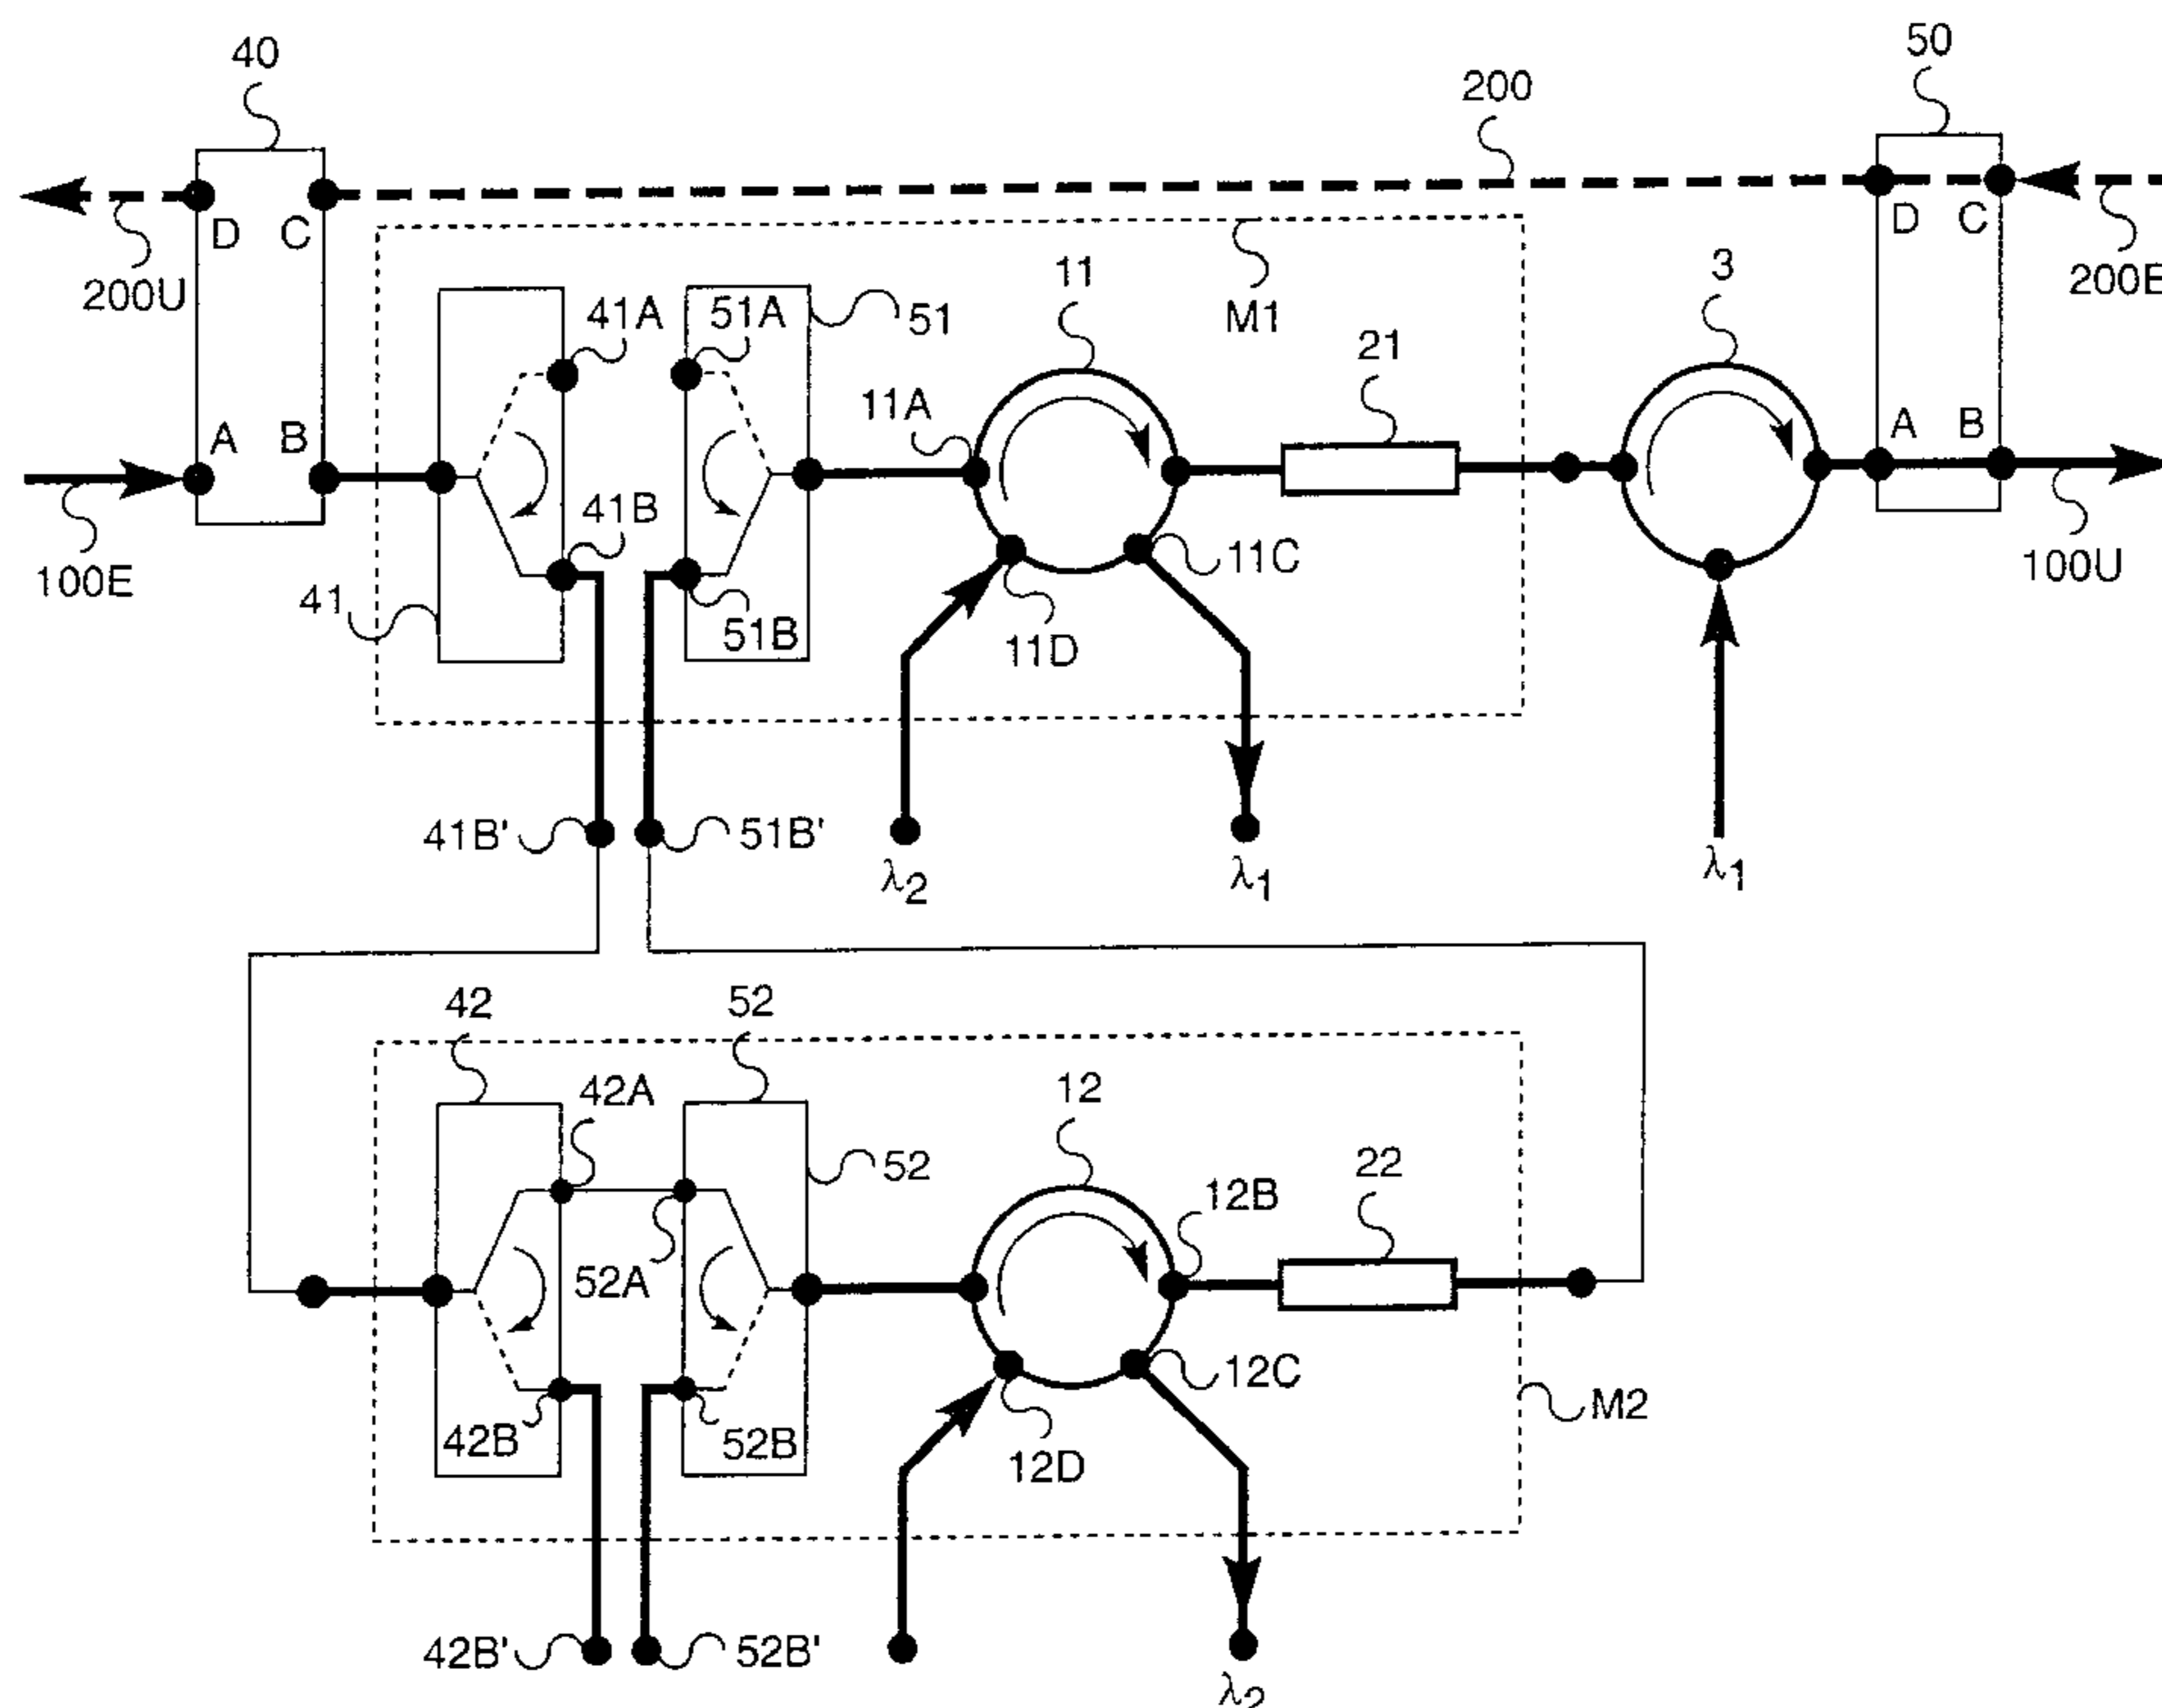 40
50
200
D C
D C
200U
200E
M1
11
3
41A 51A
51
21
11A
A B
A B
41B
11C
100E
100U
41
51B
11D
41B' 51B'
λ2 λ1 λ1
42 52
42A
12
52
22
12B
52A
12C
M2
42B 52B
12D
42B' 52B'
λ2